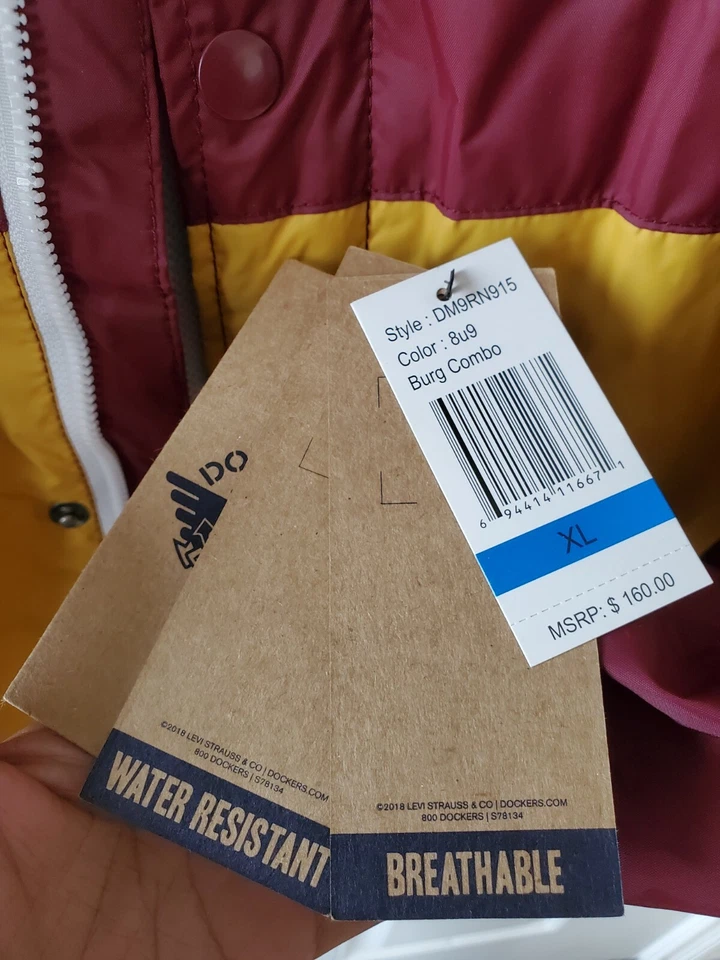 Style : DM9RN915
Color : 8u9
Burg Combo
6 94414 11667 1
XL
MSRP: $ 160.00
DO
©2018 LEVI STRAUSS & CO | DOCKERS.COM
800 DOCKERS | S78134
WATER RESISTANT
©2018 LEVI STRAUSS & CO | DOCKERS.COM
800 DOCKERS | S78134
BREATHABLE